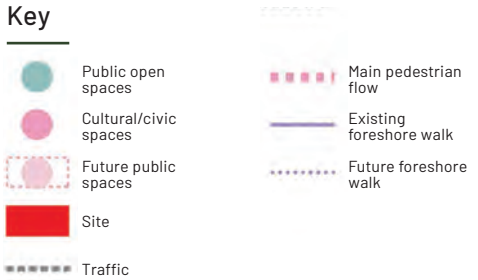 Key
Public open
spaces
Cultural/civic
spaces
Future public
spaces
Site
Traffic
Main pedestrian
flow
Existing
foreshore walk
Future foreshore
walk